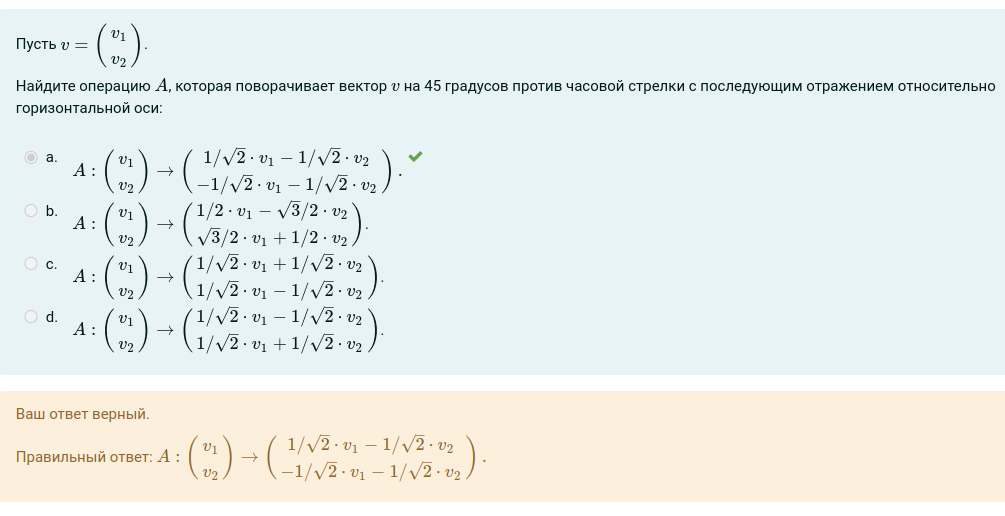 Пусть $v = \begin{pmatrix} v_1 \\ v_2 \end{pmatrix}$.
Найдите операцию $A$, которая поворачивает вектор $v$ на 45 градусов против часовой стрелки с последующим отражением относительно
горизонтальной оси:
a. $A : \begin{pmatrix} v_1 \\ v_2 \end{pmatrix} \to \begin{pmatrix} 1/\sqrt{2} \cdot v_1 - 1/\sqrt{2} \cdot v_2 \\ -1/\sqrt{2} \cdot v_1 - 1/\sqrt{2} \cdot v_2 \end{pmatrix}.$ ✔
b. $A : \begin{pmatrix} v_1 \\ v_2 \end{pmatrix} \to \begin{pmatrix} 1/2 \cdot v_1 - \sqrt{3}/2 \cdot v_2 \\ \sqrt{3}/2 \cdot v_1 + 1/2 \cdot v_2 \end{pmatrix}.$
c. $A : \begin{pmatrix} v_1 \\ v_2 \end{pmatrix} \to \begin{pmatrix} 1/\sqrt{2} \cdot v_1 + 1/\sqrt{2} \cdot v_2 \\ 1/\sqrt{2} \cdot v_1 - 1/\sqrt{2} \cdot v_2 \end{pmatrix}.$
d. $A : \begin{pmatrix} v_1 \\ v_2 \end{pmatrix} \to \begin{pmatrix} 1/\sqrt{2} \cdot v_1 - 1/\sqrt{2} \cdot v_2 \\ 1/\sqrt{2} \cdot v_1 + 1/\sqrt{2} \cdot v_2 \end{pmatrix}.$
Ваш ответ верный.
Правильный ответ: $A : \begin{pmatrix} v_1 \\ v_2 \end{pmatrix} \to \begin{pmatrix} 1/\sqrt{2} \cdot v_1 - 1/\sqrt{2} \cdot v_2 \\ -1/\sqrt{2} \cdot v_1 - 1/\sqrt{2} \cdot v_2 \end{pmatrix}.$